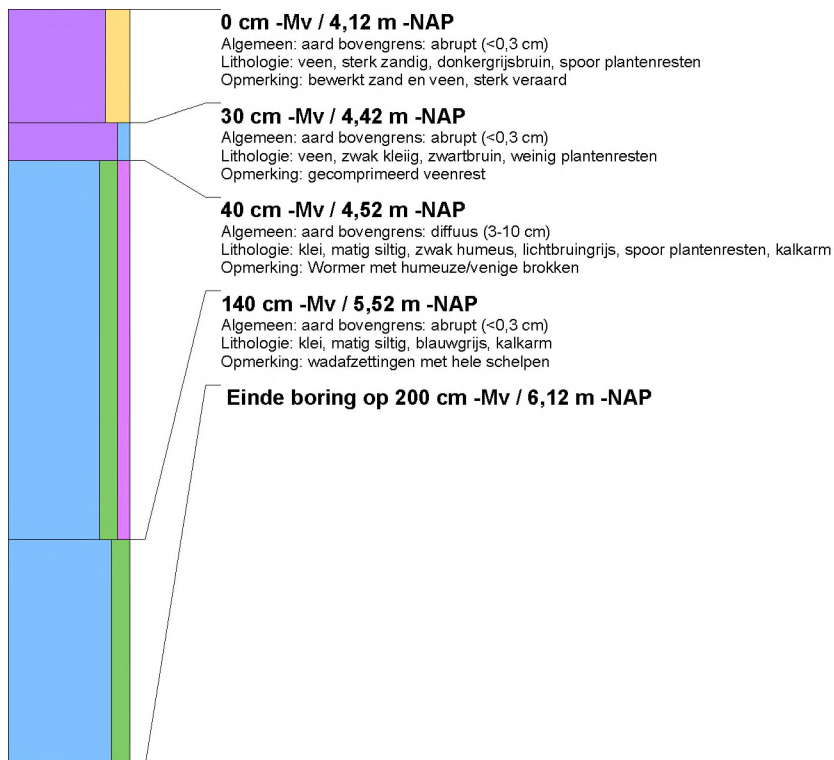 0 cm -Mv / 4,12 m -NAP
Algemeen: aard bovengrens: abrupt (<0,3 cm)
Lithologie: veen, sterk zandig, donkergrijsbruin, spoor plantenresten
Opmerking: bewerkt zand en veen, sterk veraard
30 cm -Mv / 4,42 m -NAP
Algemeen: aard bovengrens: abrupt (<0,3 cm)
Lithologie: veen, zwak kleiig, zwartbruin, weinig plantenresten
Opmerking: gecomprimeerd veenrest
40 cm -Mv / 4,52 m -NAP
Algemeen: aard bovengrens: diffuus (3-10 cm)
Lithologie: klei, matig siltig, zwak humeus, lichtbruingrijs, spoor plantenresten, kalkarm
Opmerking: Wormer met humeuze/venige brokken
140 cm -Mv / 5,52 m -NAP
Algemeen: aard bovengrens: abrupt (<0,3 cm)
Lithologie: klei, matig siltig, blauwgrijs, kalkarm
Opmerking: wadafzettingen met hele schelpen
Einde boring op 200 cm -Mv / 6,12 m -NAP